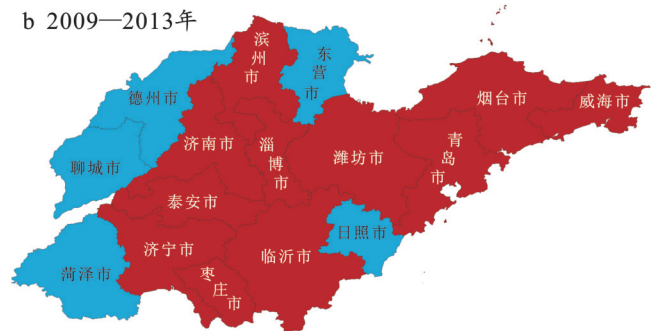 b 2009—2013年
滨州市
东营市
德州市
烟台市
威海市
济南市
淄博市
潍坊市
青岛市
聊城市
泰安市
日照市
济宁市
临沂市
菏泽市
枣庄市